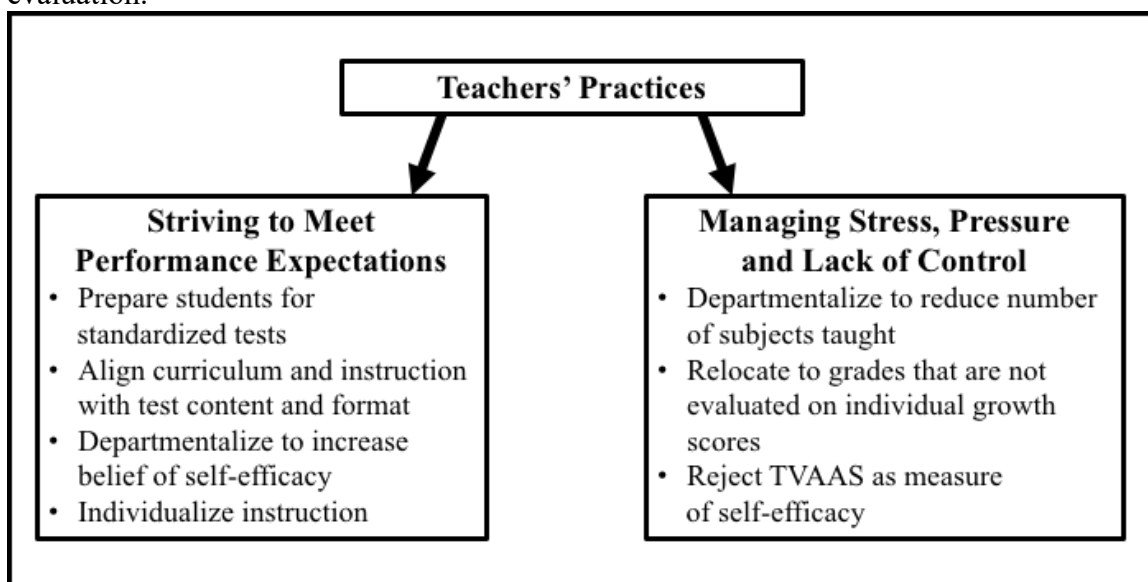 evaluation.
Teachers’ Practices
Striving to Meet
Performance Expectations
• Prepare students for
standardized tests
• Align curriculum and instruction
with test content and format
• Departmentalize to increase
belief of self-efficacy
• Individualize instruction
Managing Stress, Pressure
and Lack of Control
• Departmentalize to reduce number
of subjects taught
• Relocate to grades that are not
evaluated on individual growth
scores
• Reject TVAAS as measure
of self-efficacy